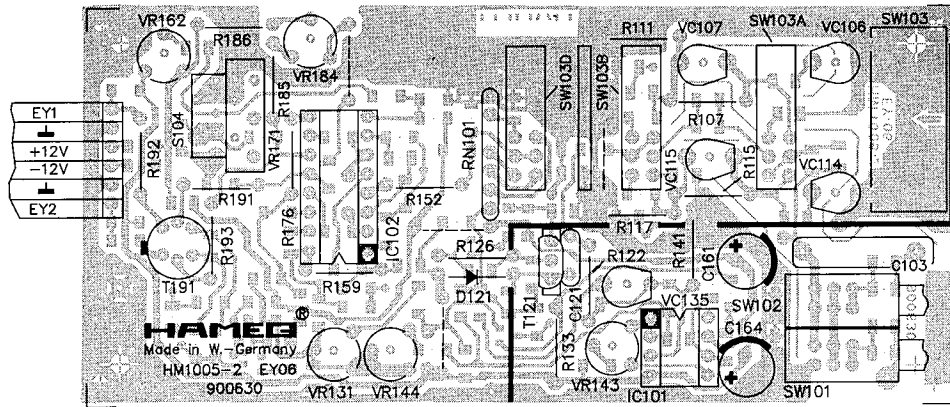 VR162
R186
VR184
R111
VC107
SW103A
VC106
SW103
EY1
+12V
-12V
EY2
R192
S104
R185
VR171
R191
R176
R152
IC102
RN101
SW103D
SW103B
R107
VC115
R115
VC114
T191
R193
R159
R126
D121
T121
C121
R122
R117
R141
C161
C103
SW102
VC135
C164
R133
VR143
IC101
SW101
HAMEG®
Made in W.-Germany
HM1005-2 EY06
900630
VR131
VR144